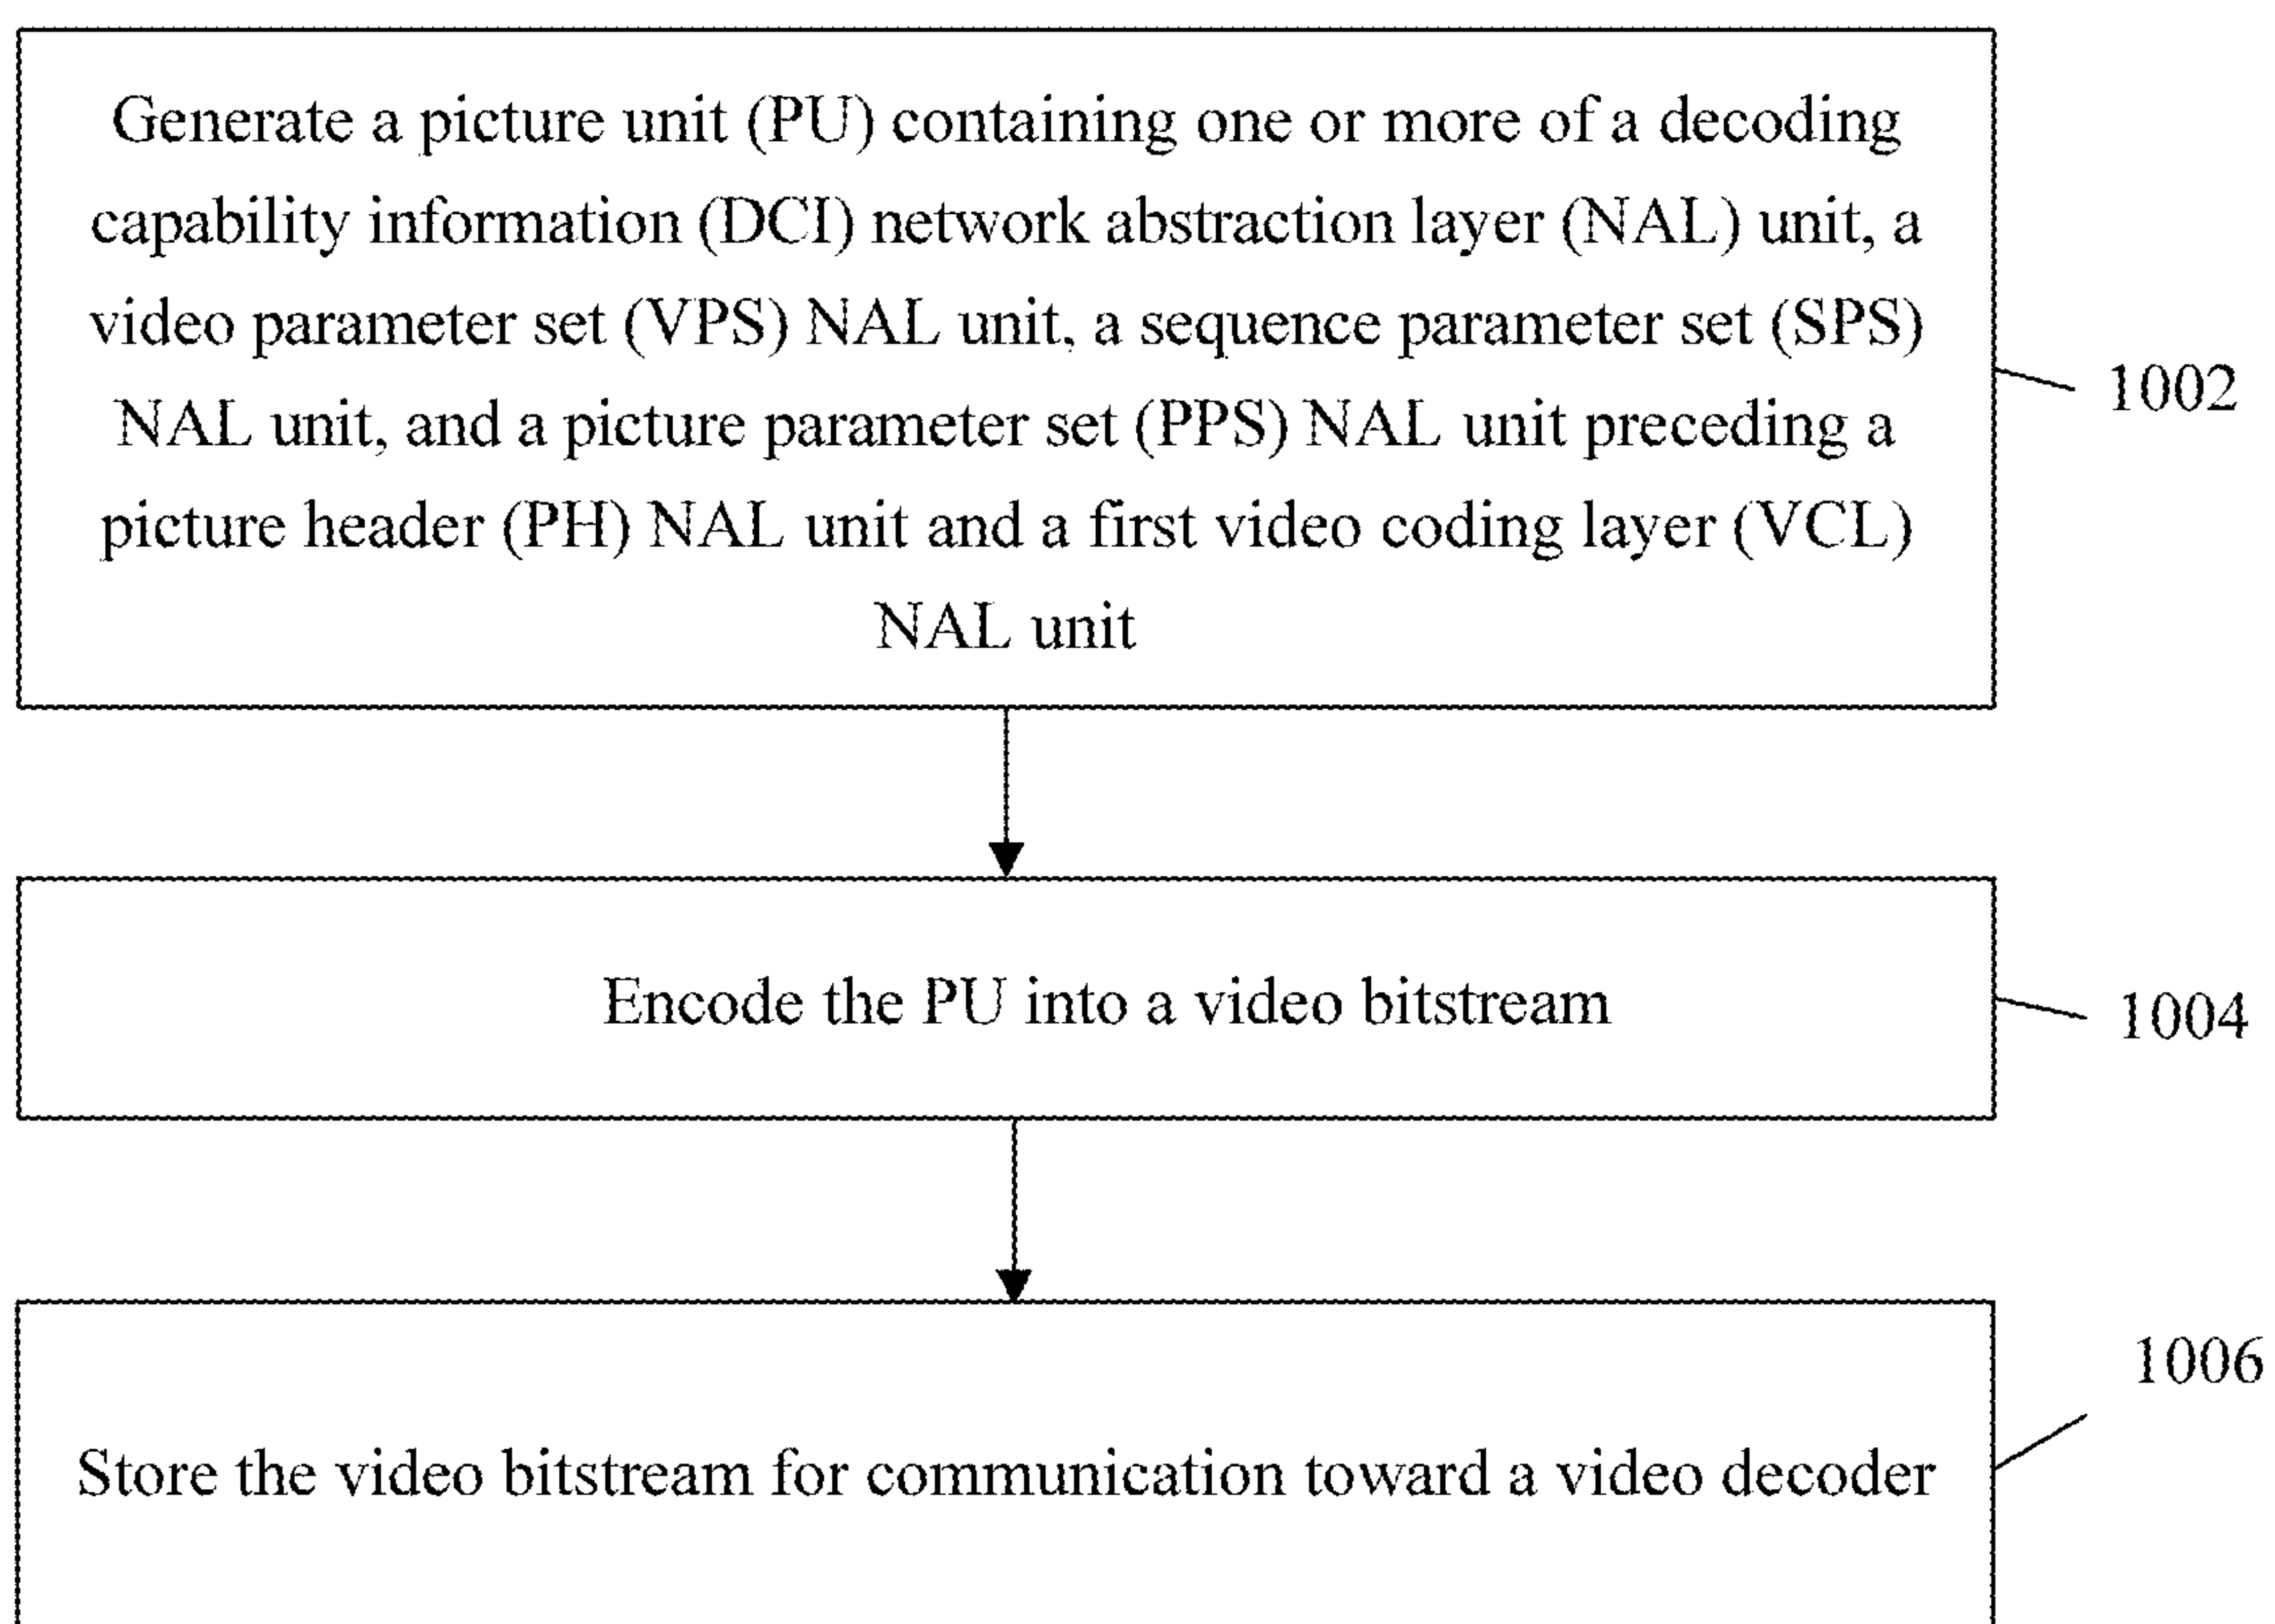 Generate a picture unit (PU) containing one or more of a decoding
capability information (DCI) network abstraction layer (NAL) unit, a
video parameter set (VPS) NAL unit, a sequence parameter set (SPS)
NAL unit, and a picture parameter set (PPS) NAL unit preceding a
picture header (PH) NAL unit and a first video coding layer (VCL)
NAL unit
1002
Encode the PU into a video bitstream
1004
Store the video bitstream for communication toward a video decoder
1006